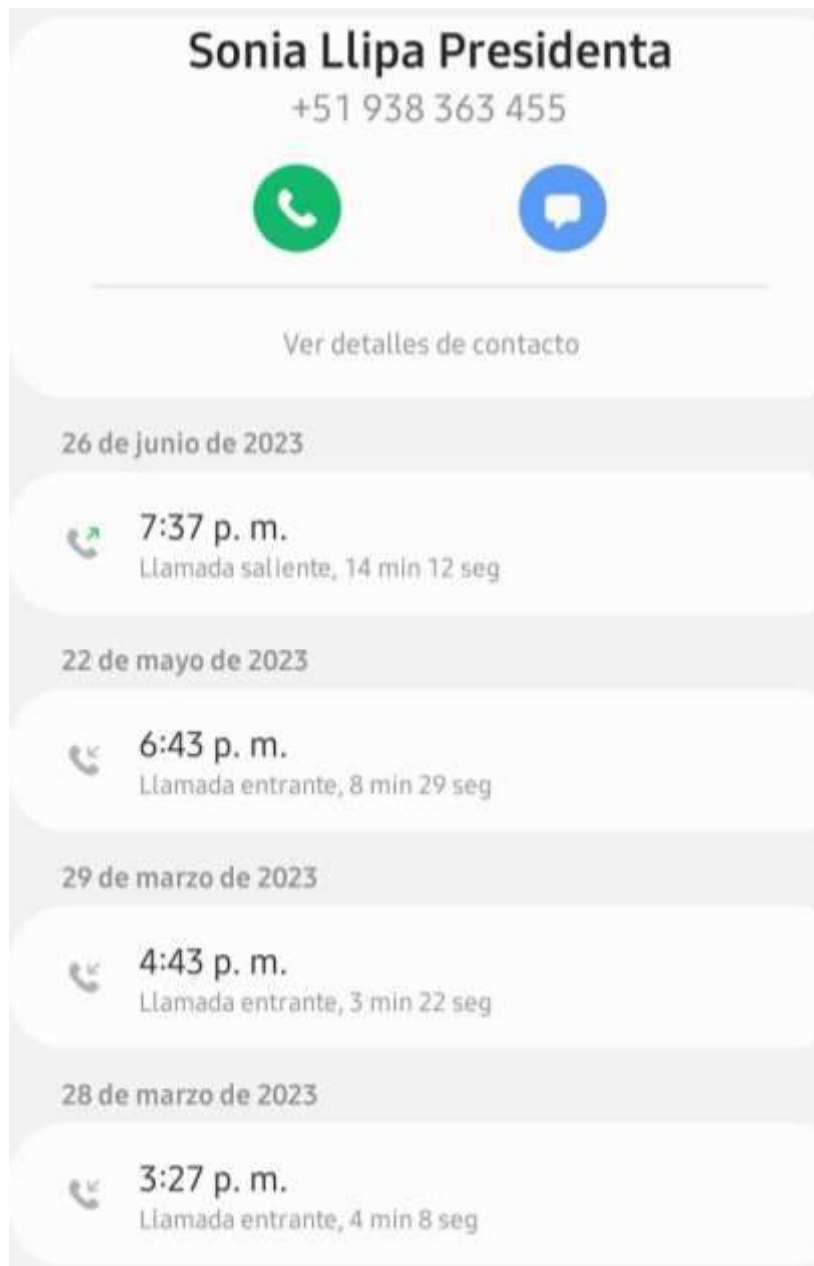 Sonia Llipa Presidenta
+51 938 363 455
Ver detalles de contacto
26 de junio de 2023
7:37 p. m.
Llamada saliente, 14 min 12 seg
22 de mayo de 2023
6:43 p. m.
Llamada entrante, 8 min 29 seg
29 de marzo de 2023
4:43 p. m.
Llamada entrante, 3 min 22 seg
28 de marzo de 2023
3:27 p. m.
Llamada entrante, 4 min 8 seg